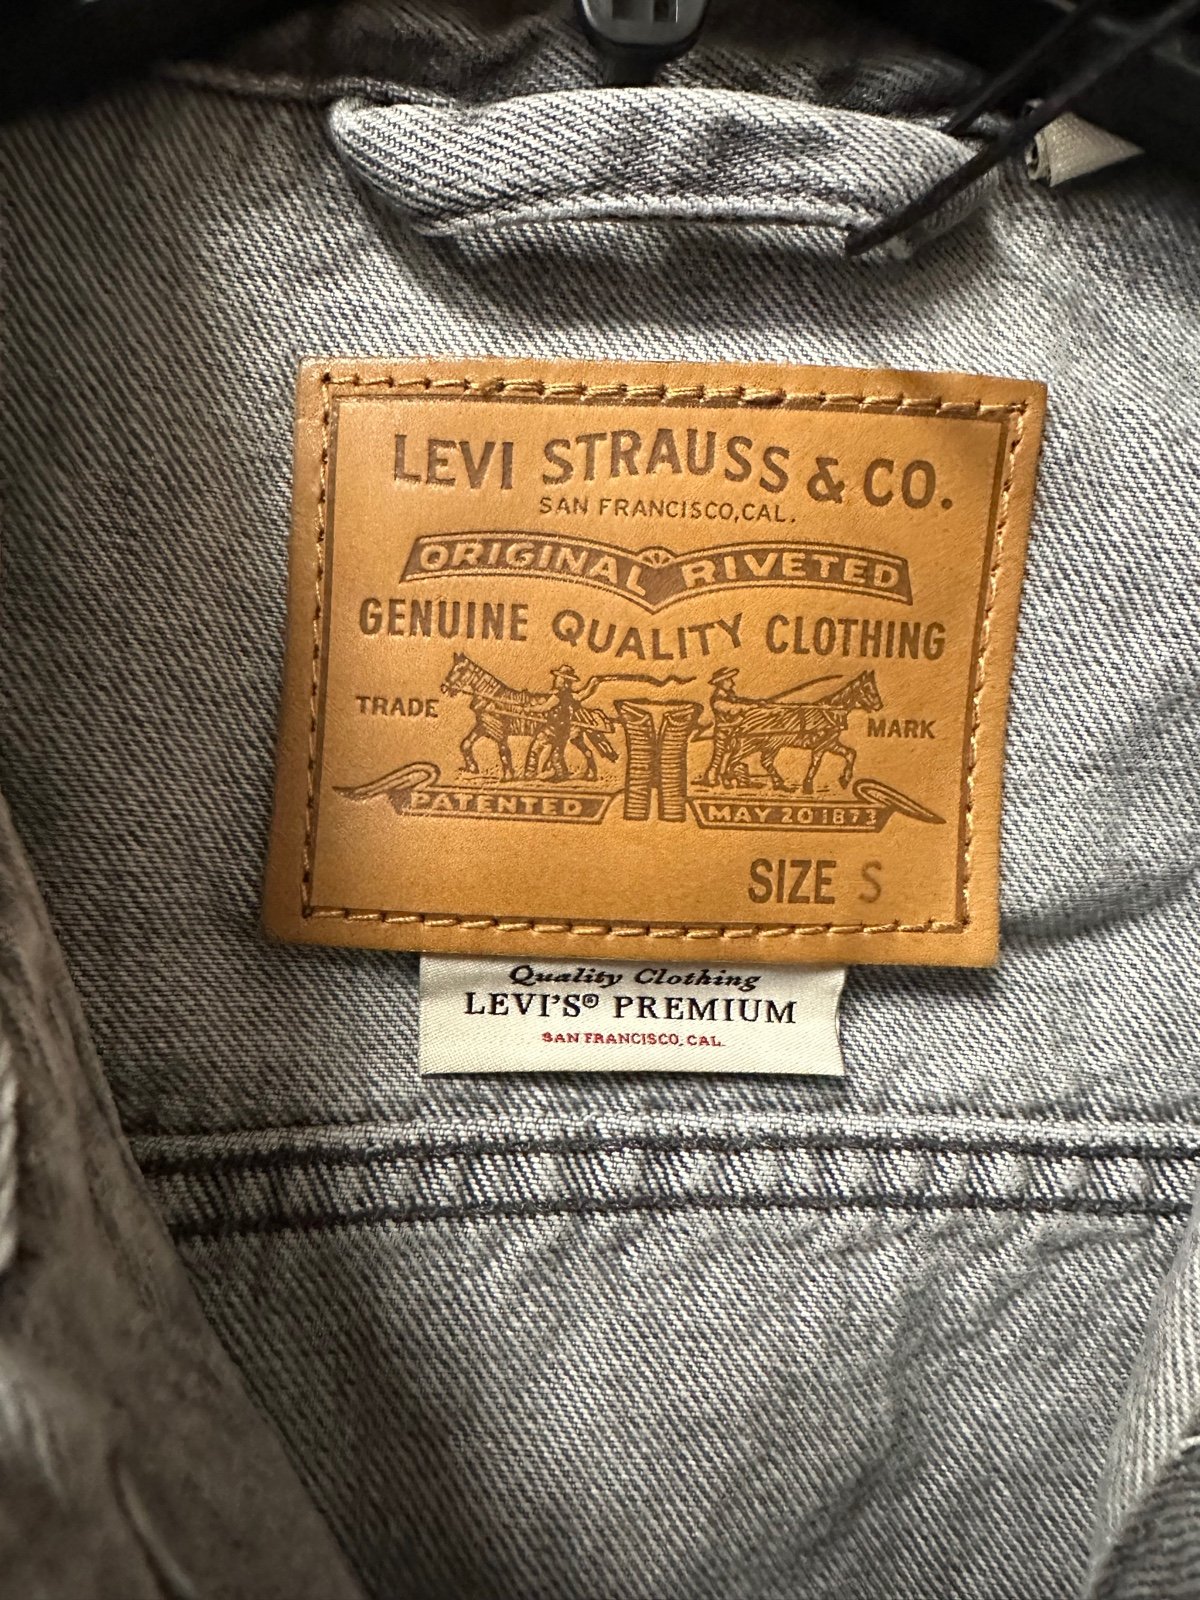 LEVI STRAUSS & CO.
SAN FRANCISCO, CAL.
ORIGINAL RIVETED
GENUINE QUALITY CLOTHING
TRADE MARK
PATENTED MAY 20 1873
SIZE S
Quality Clothing
LEVI'S® PREMIUM
SAN FRANCISCO, CAL.